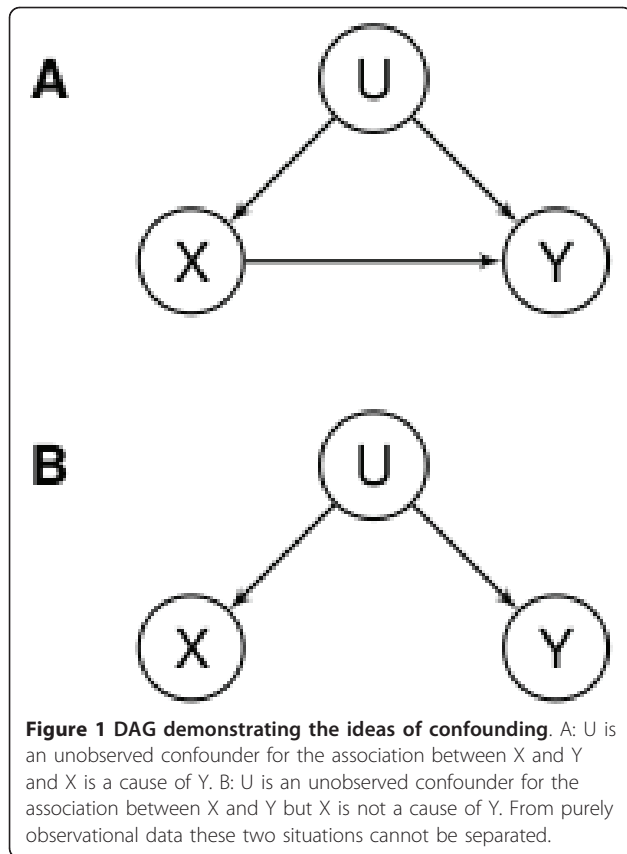 A
U
X
Y
B
U
X
Y
Figure 1 DAG demonstrating the ideas of confounding. A: U is
an unobserved confounder for the association between X and Y
and X is a cause of Y. B: U is an unobserved confounder for the
association between X and Y but X is not a cause of Y. From purely
observational data these two situations cannot be separated.